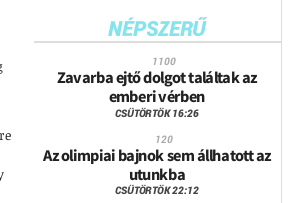 NÉPSZERŰ
1100
Zavarba ejtő dolgot találtak az
emberi vérben
CSÜTÖRTÖK 16:26
re
120
Az olimpiai bajnok sem állhatott az
utunkba
CSÜTÖRTÖK 22:12